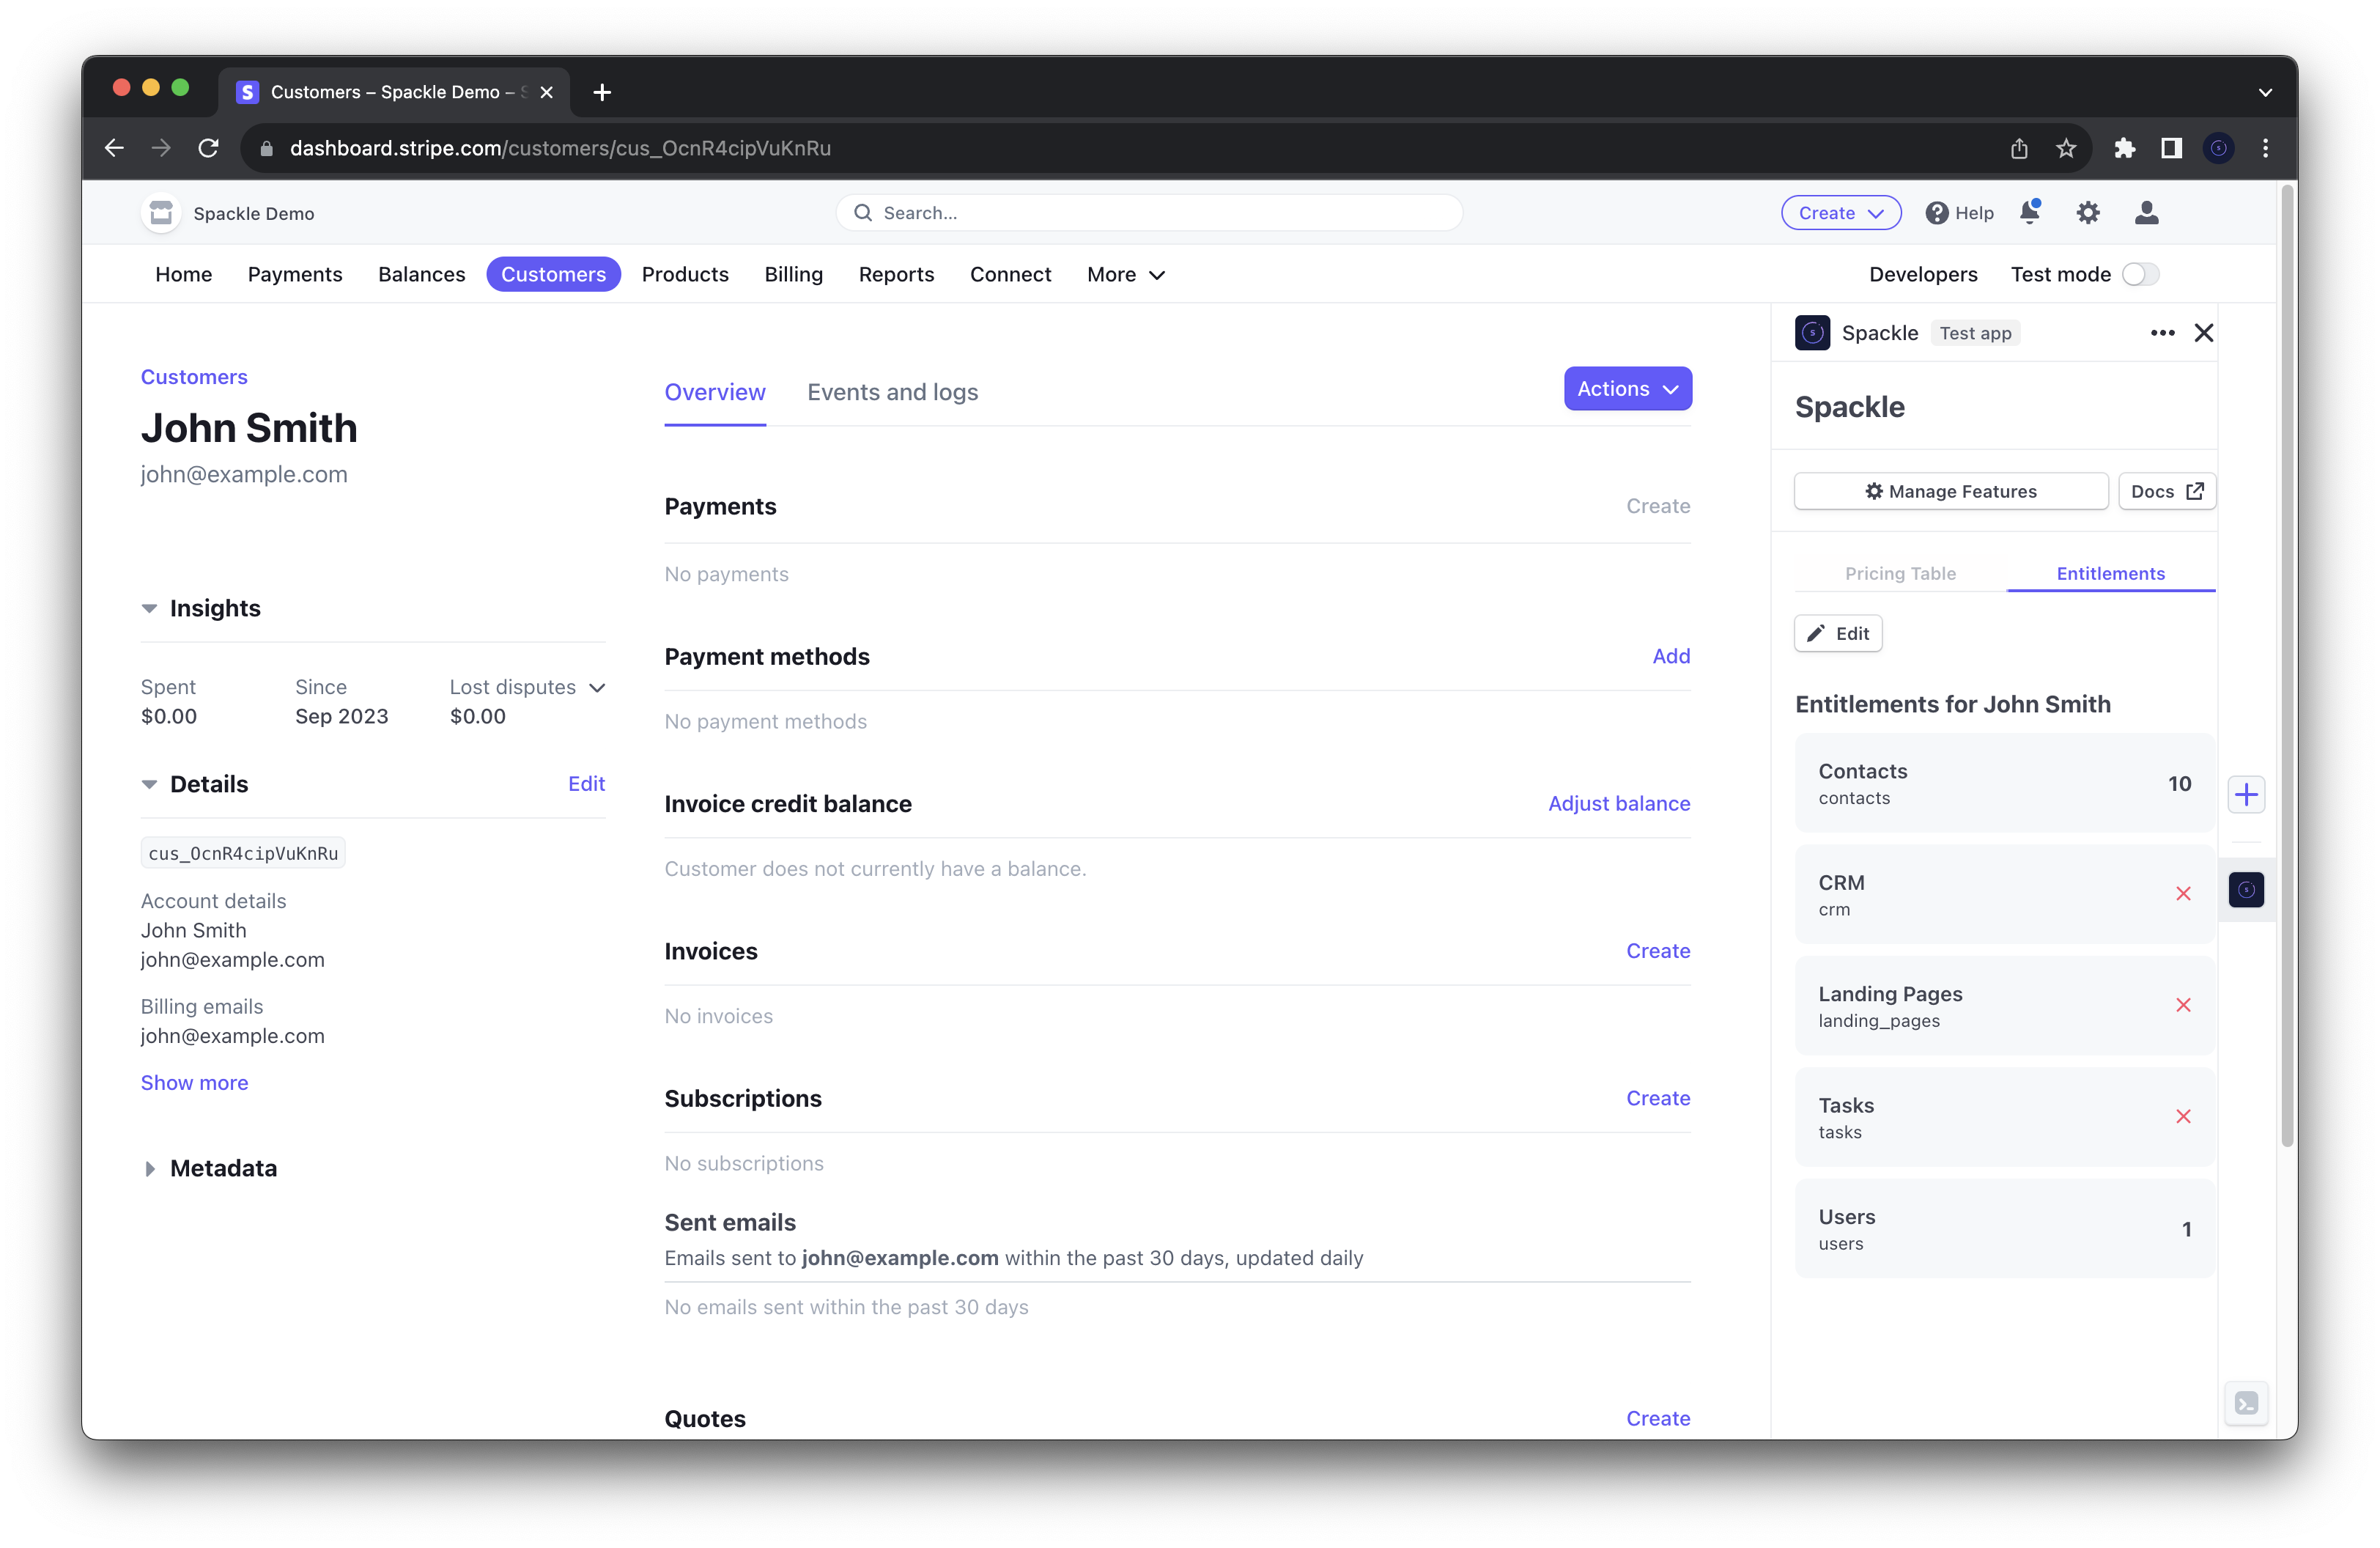 Customers – Spackle Demo –
dashboard.stripe.com/customers/cus_OcnR4cipVuKnRu
Spackle Demo
Search...
Create
Help
Home
Payments
Balances
Customers
Products
Billing
Reports
Connect
More
Developers
Test mode
Customers
John Smith
john@example.com
Insights
Spent
$0.00
Since
Sep 2023
Lost disputes
$0.00
Details
Edit
cus_OcnR4cipVuKnRu
Account details
John Smith
john@example.com
Billing emails
john@example.com
Show more
Metadata
Overview
Events and logs
Actions
Payments
Create
No payments
Payment methods
Add
No payment methods
Invoice credit balance
Adjust balance
Customer does not currently have a balance.
Invoices
Create
No invoices
Subscriptions
Create
No subscriptions
Sent emails
Emails sent to john@example.com within the past 30 days, updated daily
No emails sent within the past 30 days
Quotes
Create
Spackle
Test app
Spackle
Manage Features
Docs
Pricing Table
Entitlements
Edit
Entitlements for John Smith
Contacts
contacts
10
CRM
crm
Landing Pages
landing_pages
Tasks
tasks
Users
users
1